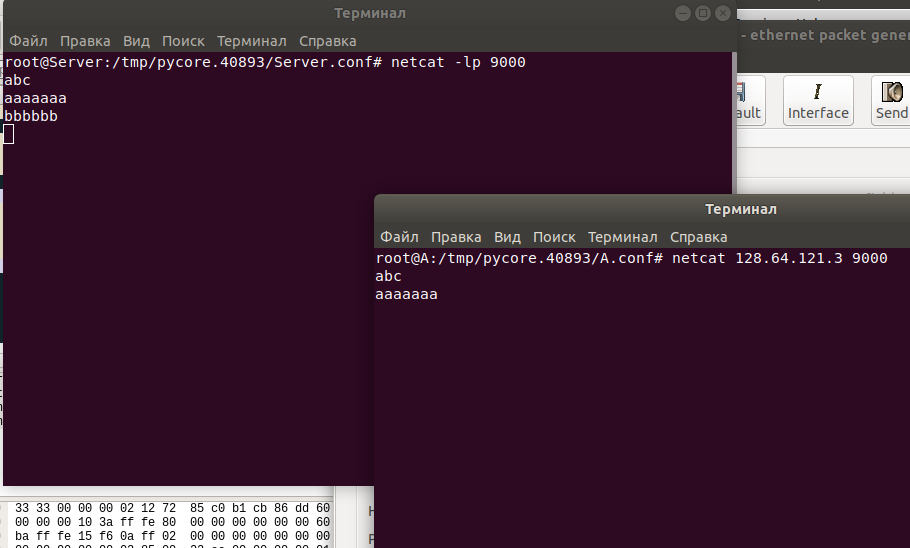 Терминал
Файл Правка Вид Поиск Терминал Справка
root@Server:/tmp/pycore.40893/Server.conf# netcat -lp 9000
abc
aaaaaaa
bbbbbb
- ethernet packet gener
ault Interface Send
Терминал
Файл Правка Вид Поиск Терминал Справка
root@A:/tmp/pycore.40893/A.conf# netcat 128.64.121.3 9000
abc
aaaaaaa
33 33 00 00 00 02 12 72 85 c0 b1 cb 86 dd 60
00 00 00 10 3a ff fe 80 00 00 00 00 00 00 60
ba ff fe 15 f6 0a ff 02 00 00 00 00 00 00 00